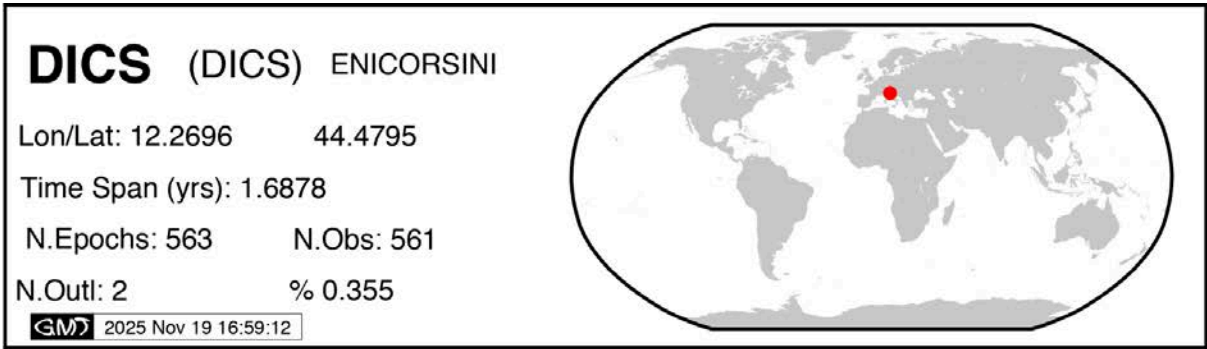 DICS (DICS) ENICORSINI
Lon/Lat: 12.2696 44.4795
Time Span (yrs): 1.6878
N.Epochs: 563 N.Obs: 561
N.Outl: 2 % 0.355
GMT 2025 Nov 19 16:59:12